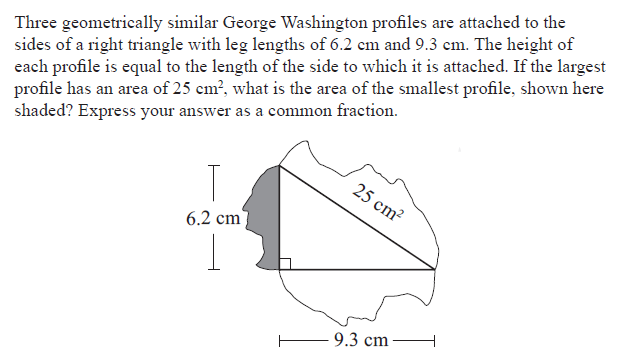 Three geometrically similar George Washington profiles are attached to the
sides of a right triangle with leg lengths of 6.2 cm and 9.3 cm. The height of
each profile is equal to the length of the side to which it is attached. If the largest
profile has an area of 25 cm², what is the area of the smallest profile, shown here
shaded? Express your answer as a common fraction.
25 cm²
6.2 cm
9.3 cm